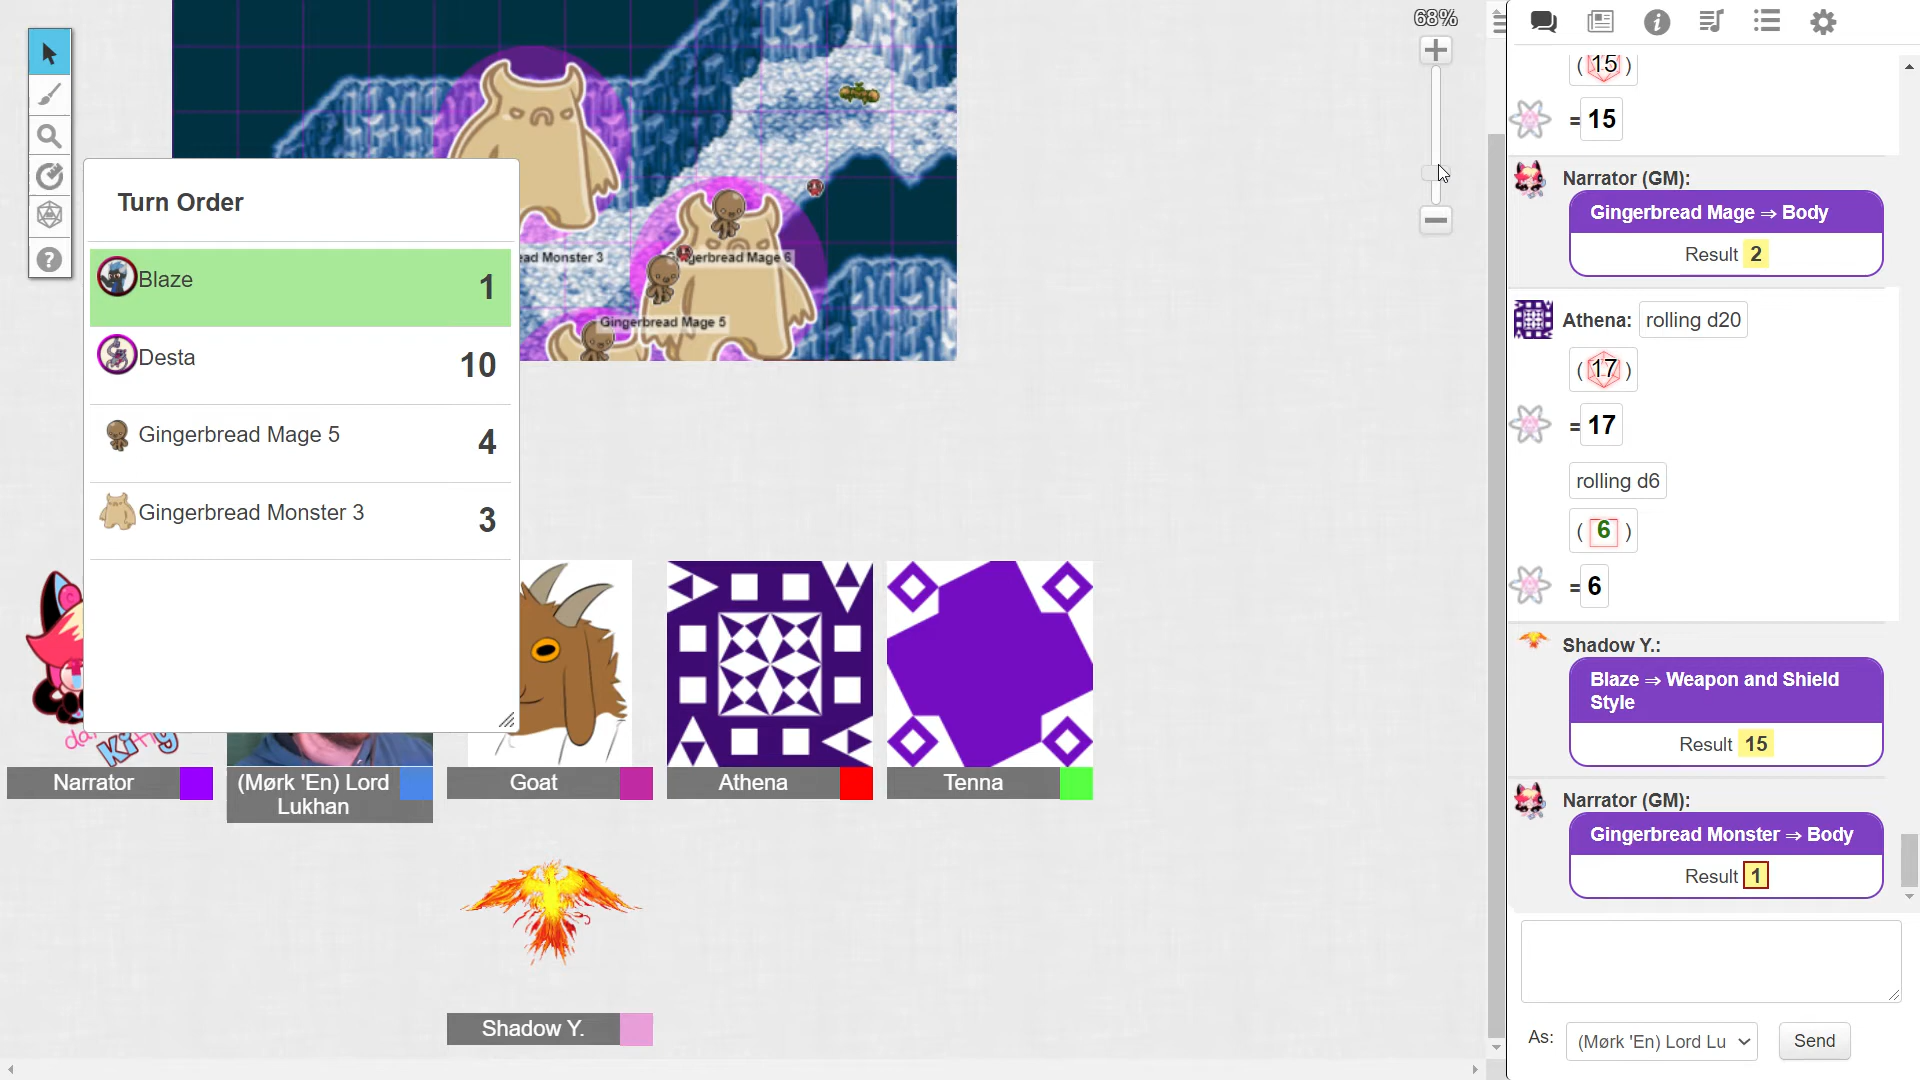 68%
Turn Order
Blaze
1
Desta
10
Gingerbread Mage 5
4
Gingerbread Monster 3
3
ead Monster 3
gerbread Mage 6
Gingerbread Mage 5
Narrator
(Mørk 'En) Lord
Lukhan
Goat
Athena
Tenna
Shadow Y.
(15)
=15
Narrator (GM):
Gingerbread Mage ⇒ Body
Result 2
Athena: rolling d20
(17)
=17
rolling d6
(6)
=6
Shadow Y.:
Blaze ⇒ Weapon and Shield
Style
Result 15
Narrator (GM):
Gingerbread Monster ⇒ Body
Result 1
As: (Mørk 'En) Lord Lu
Send